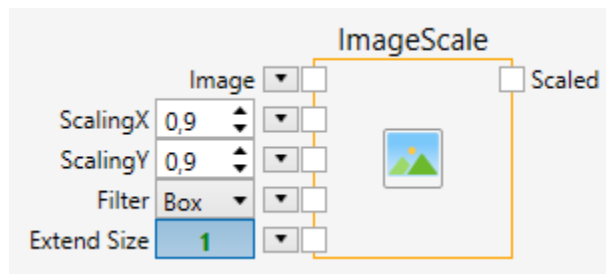 ImageScale
Image
Scaled
ScalingX 0,9
ScalingY 0,9
Filter Box
Extend Size 1